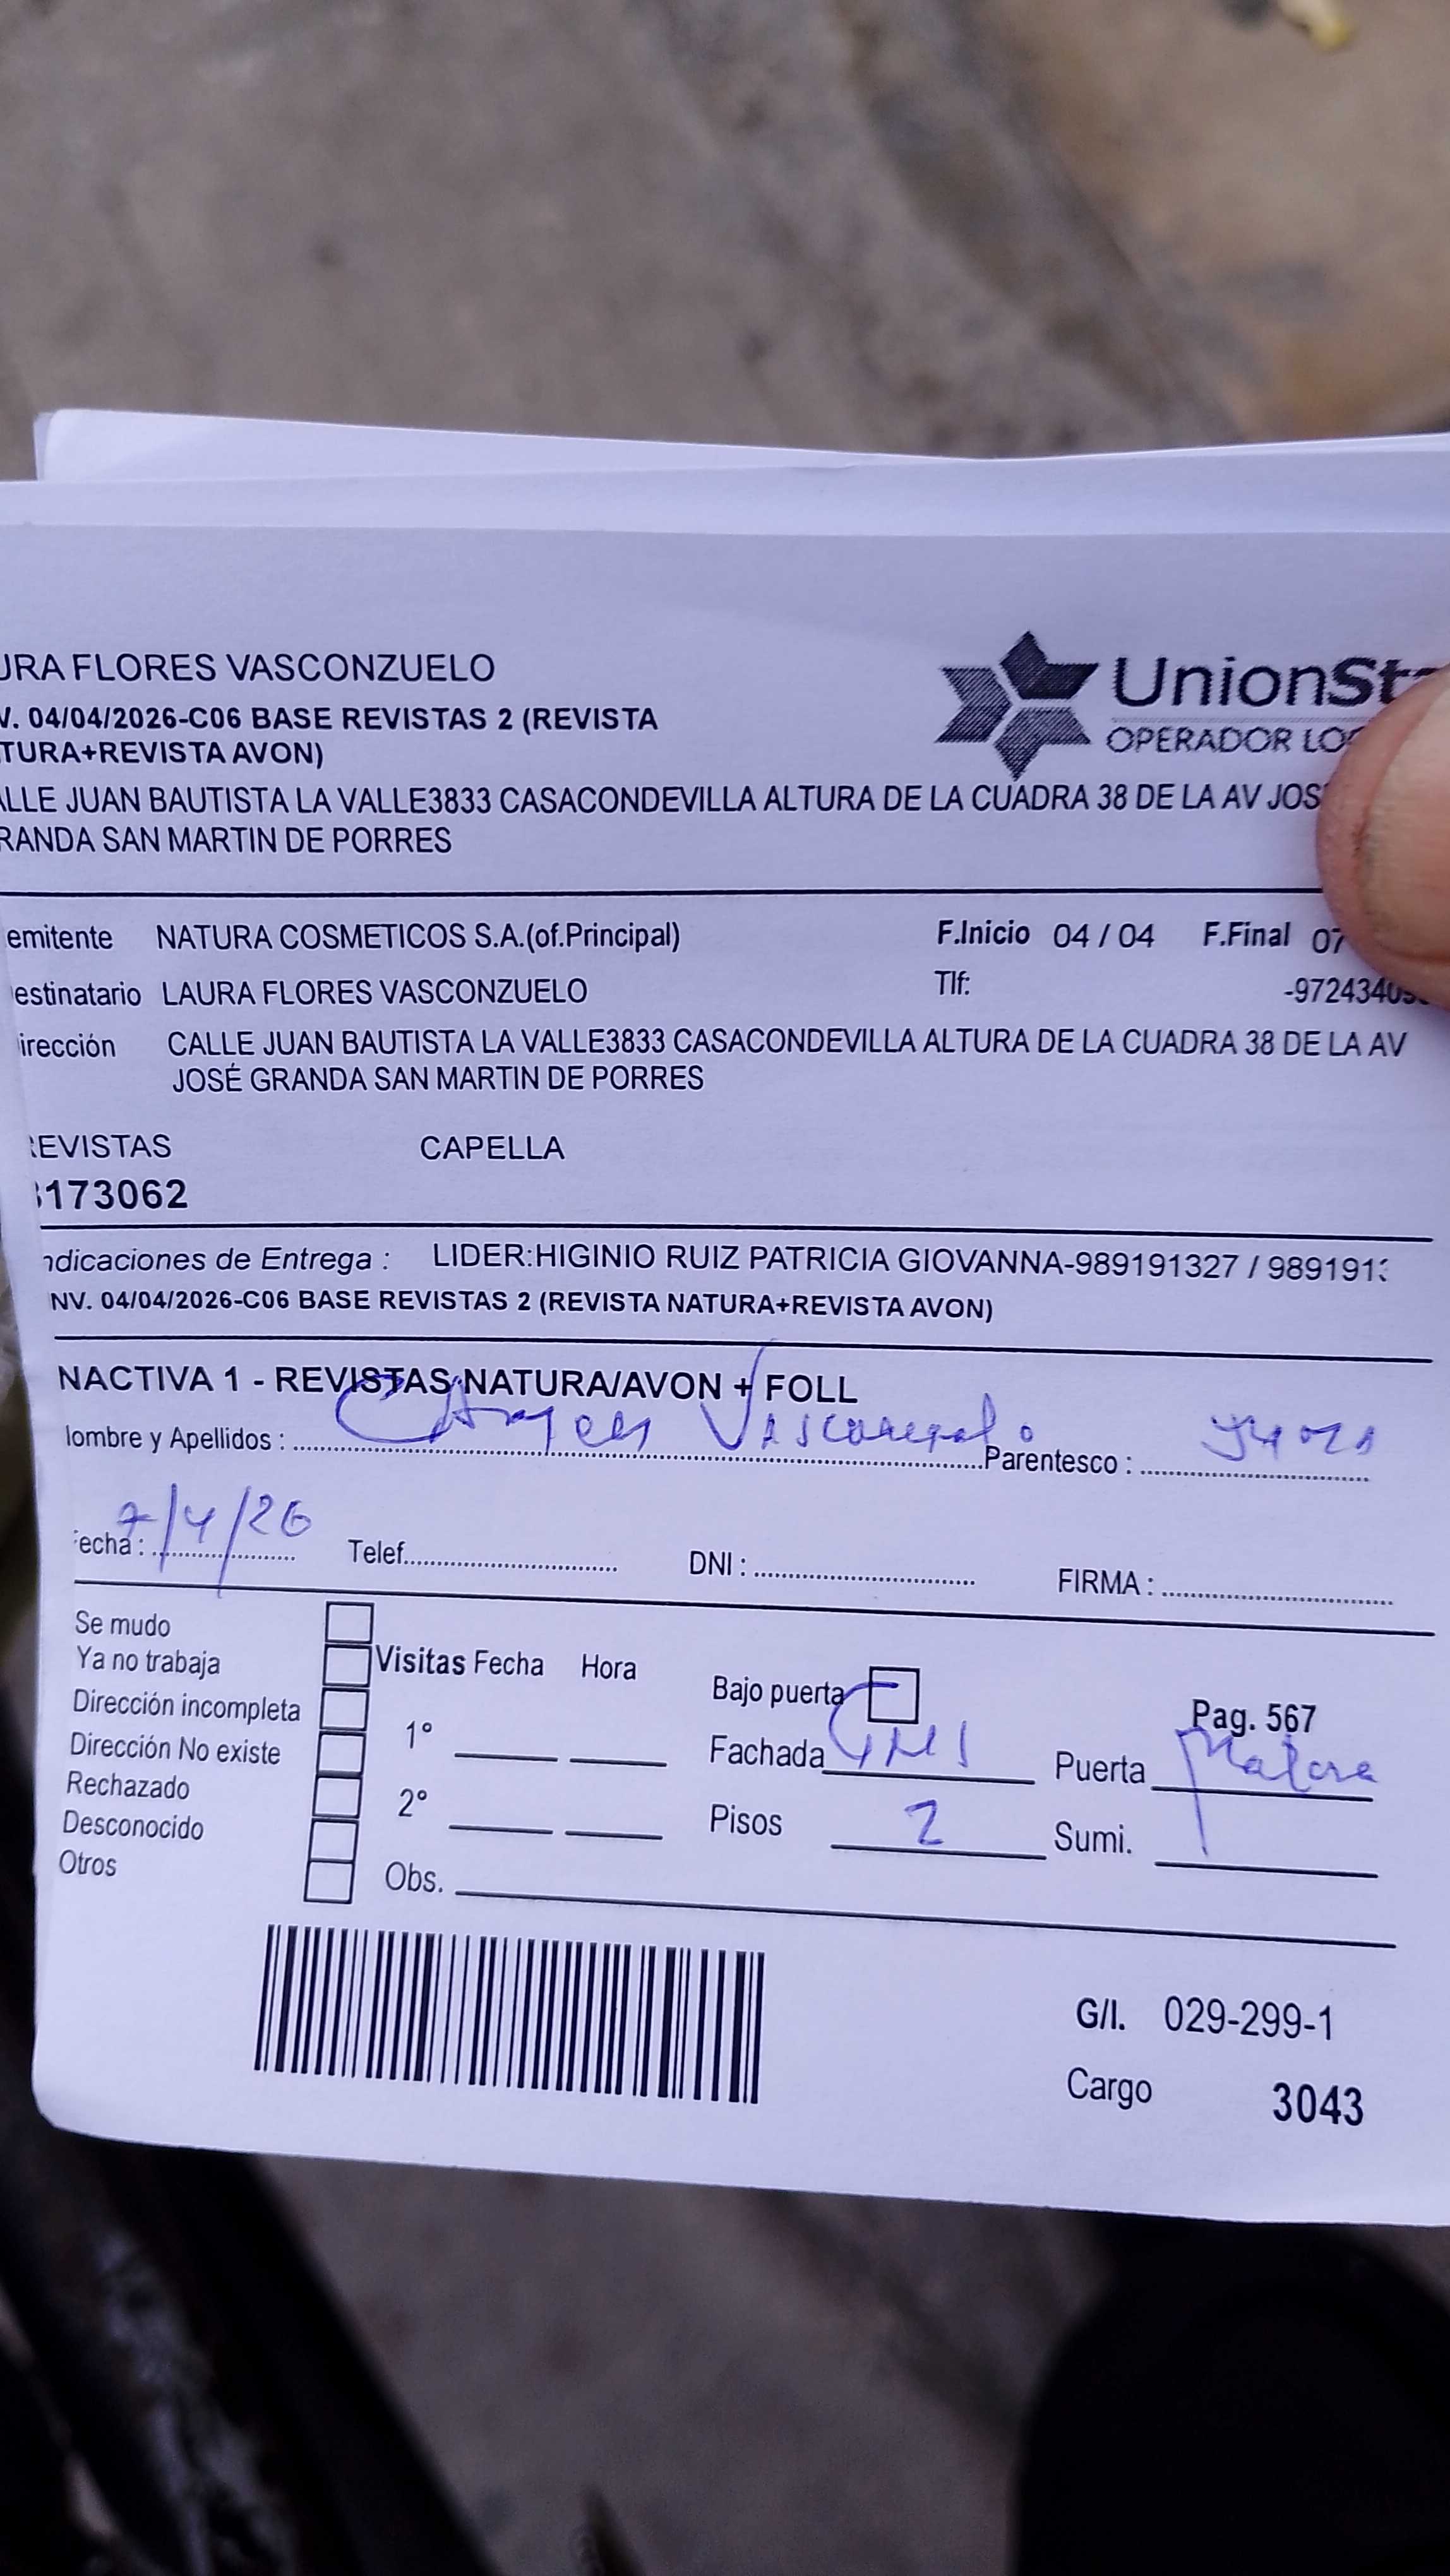 URA FLORES VASCONZUELO
V. 04/04/2026-C06 BASE REVISTAS 2 (REVISTA
TURA+REVISTA AVON)
UnionSt
OPERADOR LO
ALLE JUAN BAUTISTA LA VALLE3833 CASACONDEVILLA ALTURA DE LA CUADRA 38 DE LA AV JOS
RANDA SAN MARTIN DE PORRES
emitente NATURA COSMETICOS S.A.(of.Principal) F.Inicio 04 / 04 F.Final 07
estinatario LAURA FLORES VASCONZUELO Tlf: -9724340
irección CALLE JUAN BAUTISTA LA VALLE3833 CASACONDEVILLA ALTURA DE LA CUADRA 38 DE LA AV
JOSÉ GRANDA SAN MARTIN DE PORRES
REVISTAS CAPELLA
173062
ndicaciones de Entrega : LIDER:HIGINIO RUIZ PATRICIA GIOVANNA-989191327 / 989191
NV. 04/04/2026-C06 BASE REVISTAS 2 (REVISTA NATURA+REVISTA AVON)
NACTIVA 1 - REVISTAS NATURA/AVON + FOLL
Nombre y Apellidos : Parentesco :
echa : 7/4/26 Telef. DNI : FIRMA :
Se mudo
Ya no trabaja Visitas Fecha Hora
Dirección incompleta Bajo puerta Pag. 567
Dirección No existe 1° Fachada Puerta
Rechazado
Desconocido 2° Pisos 2 Sumi.
Otros Obs.
G/I. 029-299-1
Cargo 3043